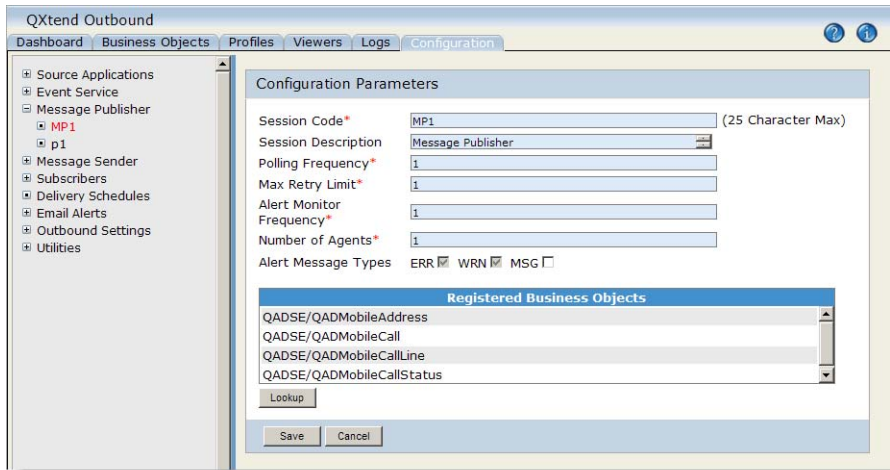 QXtend Outbound
Dashboard Business Objects Profiles Viewers Logs Configuration
Source Applications
Event Service
Message Publisher
MP1
p1
Message Sender
Subscribers
Delivery Schedules
Email Alerts
Outbound Settings
Utilities
Configuration Parameters
Session Code* MP1 (25 Character Max)
Session Description Message Publisher
Polling Frequency* 1
Max Retry Limit* 1
Alert Monitor
Frequency* 1
Number of Agents* 1
Alert Message Types ERR WRN MSG
Registered Business Objects
QADSE/QADMobileAddress
QADSE/QADMobileCall
QADSE/QADMobileCallLine
QADSE/QADMobileCallStatus
Lookup
Save Cancel